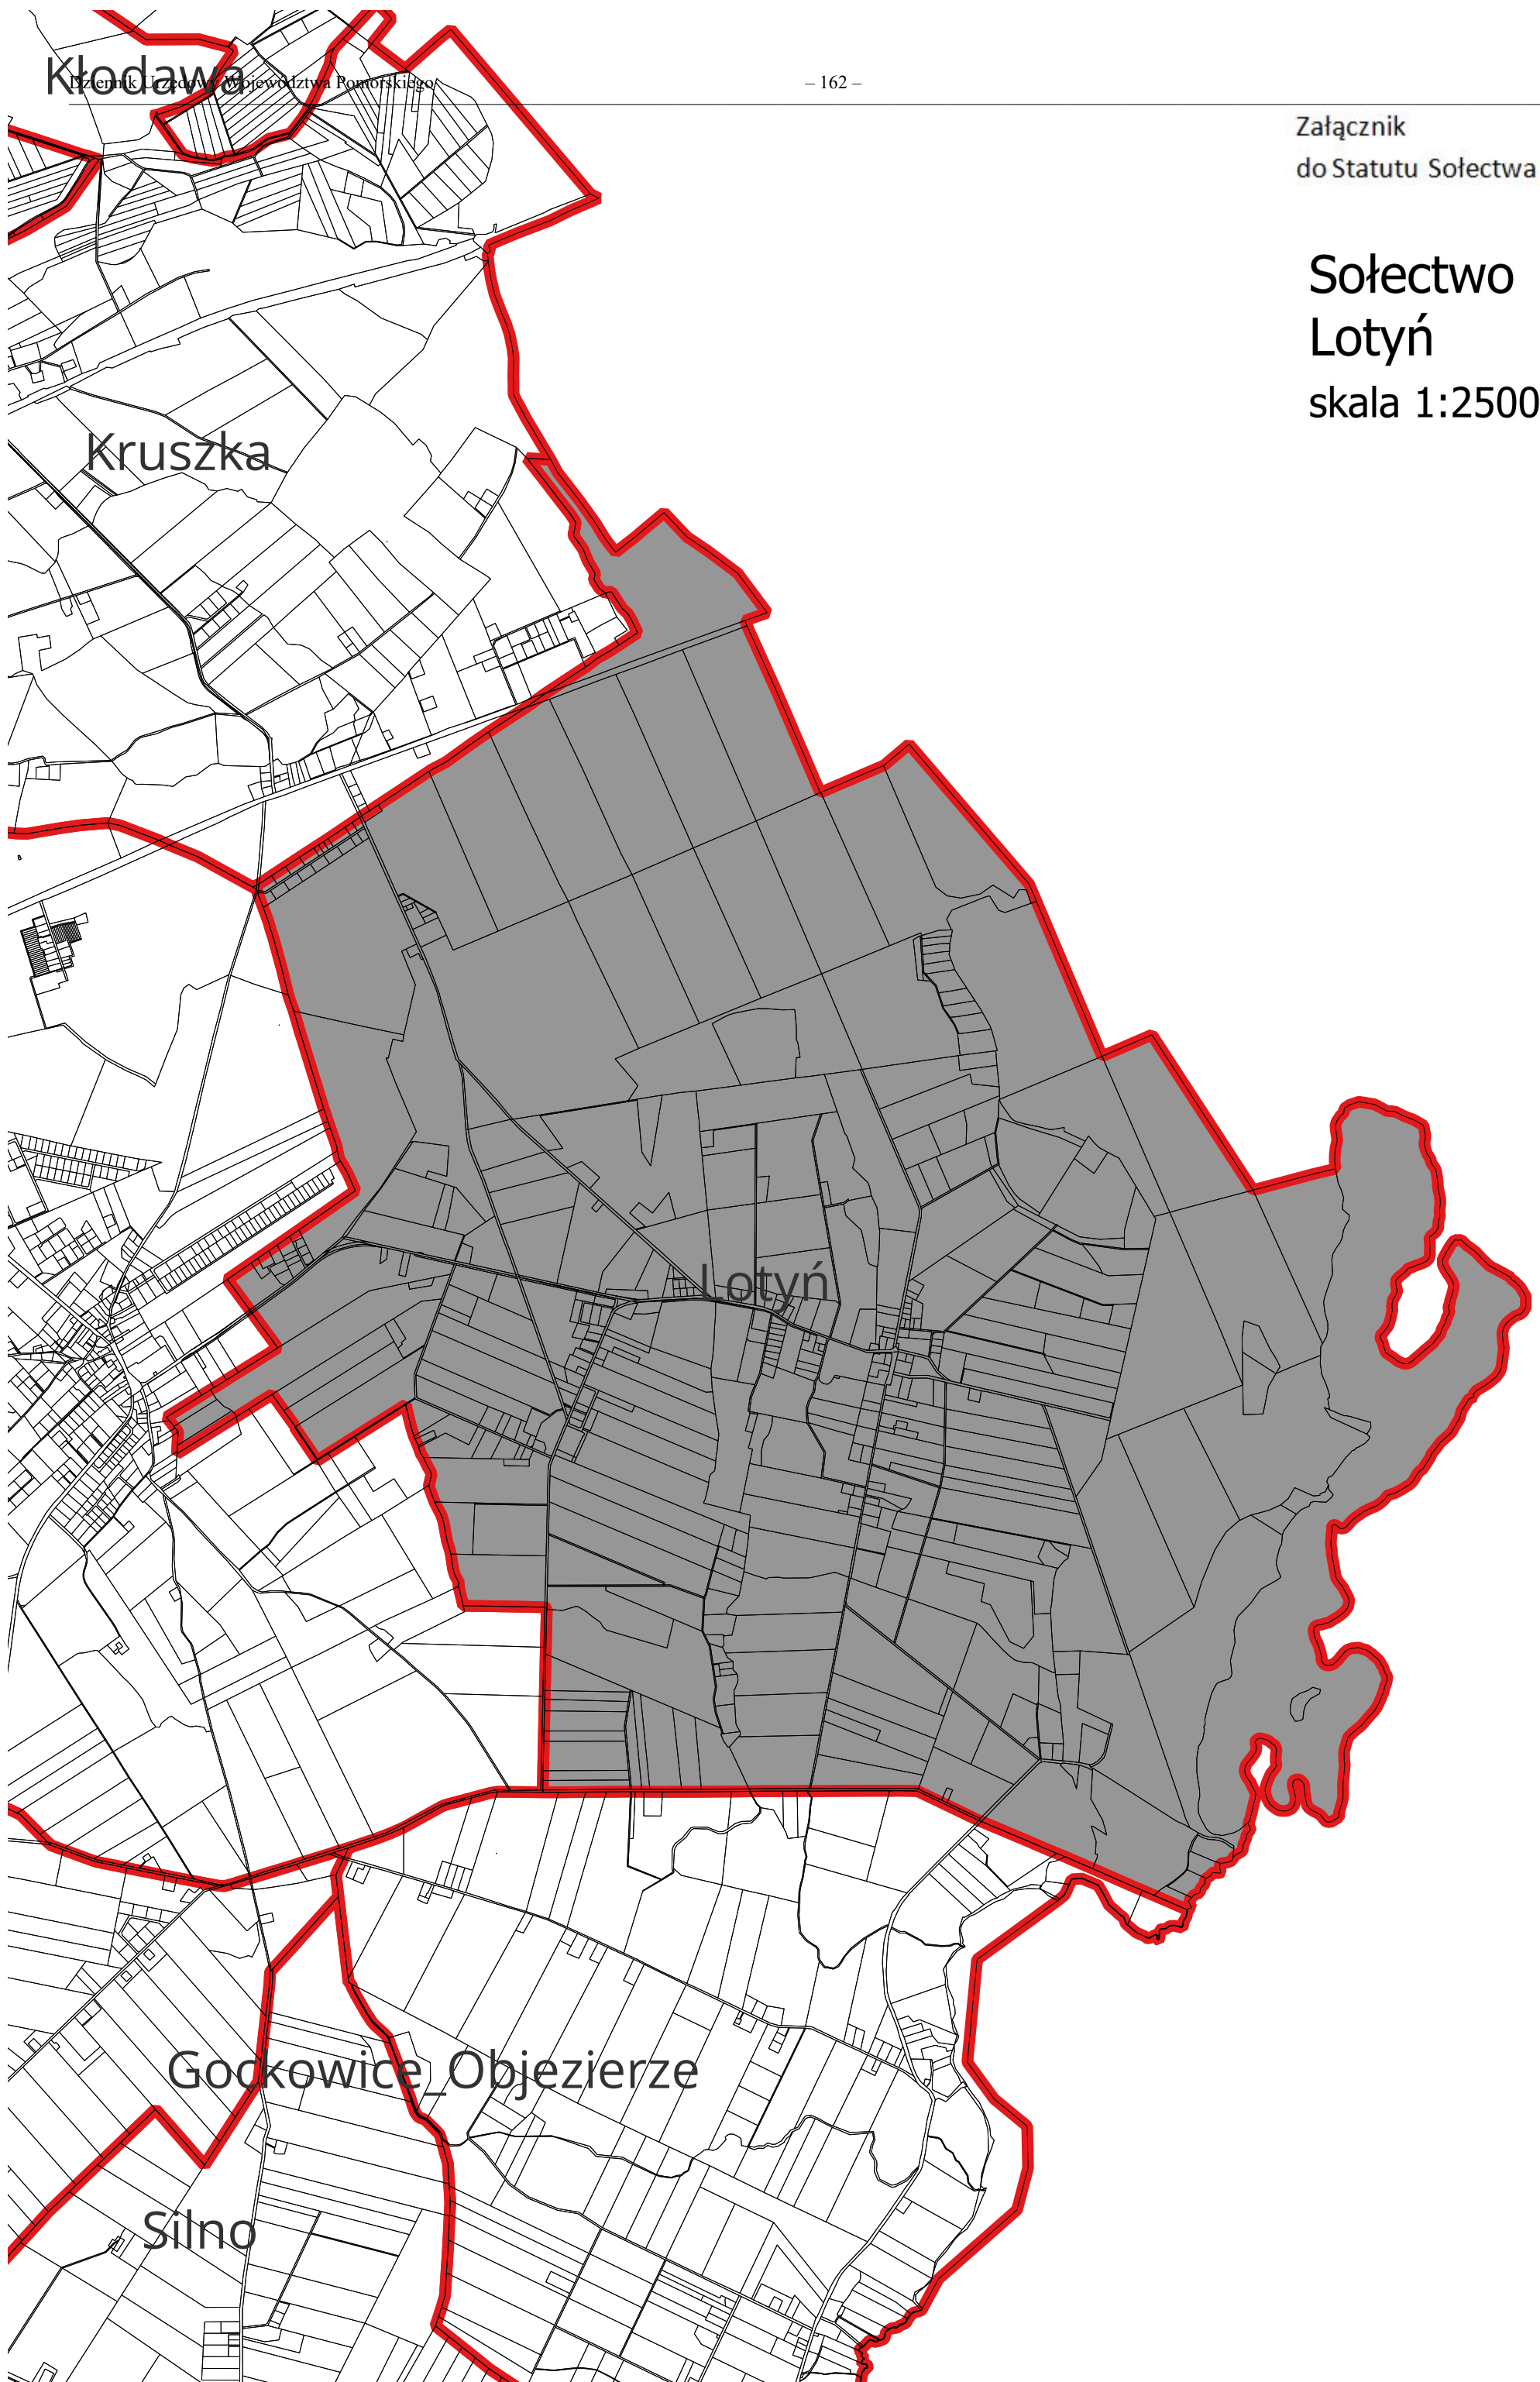 Kłodawa
Dziennik Urzędowy Województwa Pomorskiego
– 162 –
Załącznik
do Statutu Sołectwa
Sołectwo
Lotyń
skala 1:2500
Kruszka
Lotyń
Gockowice_Objezierze
Silno